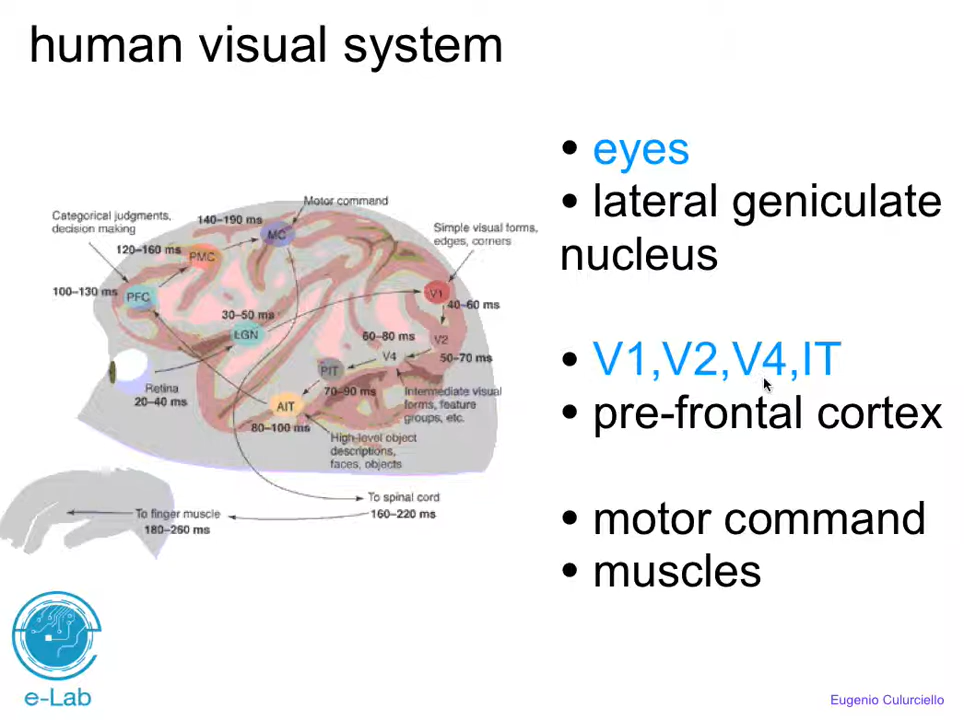 human visual system
• eyes
• lateral geniculate
nucleus
• V1,V2,V4,IT
• pre-frontal cortex
• motor command
• muscles
Motor command
Categorical judgments,
decision making
140–190 ms
Simple visual forms,
edges, corners
MC
120–160 ms
PMC
100–130 ms
PFC
V1
30–50 ms
40–60 ms
LGN
60–80 ms
V2
V4
50–70 ms
PIT
Retina
20–40 ms
70–90 ms
Intermediate visual
forms, feature
groups, etc.
AIT
80–100 ms
High-level object
descriptions,
faces, objects
To spinal cord
160–220 ms
To finger muscle
180–260 ms
e-Lab
Eugenio Culurciello